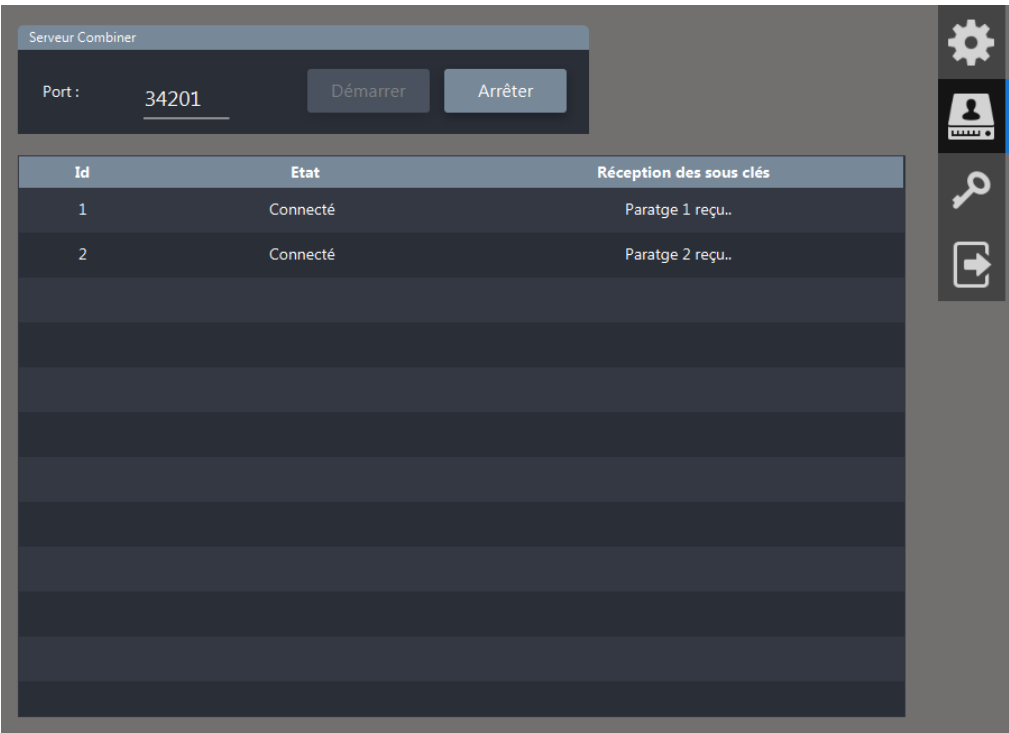 Serveur Combiner
Port : 34201 Démarrer Arrêter
Id Etat Réception des sous clés
1 Connecté Paratge 1 reçu..
2 Connecté Paratge 2 reçu..